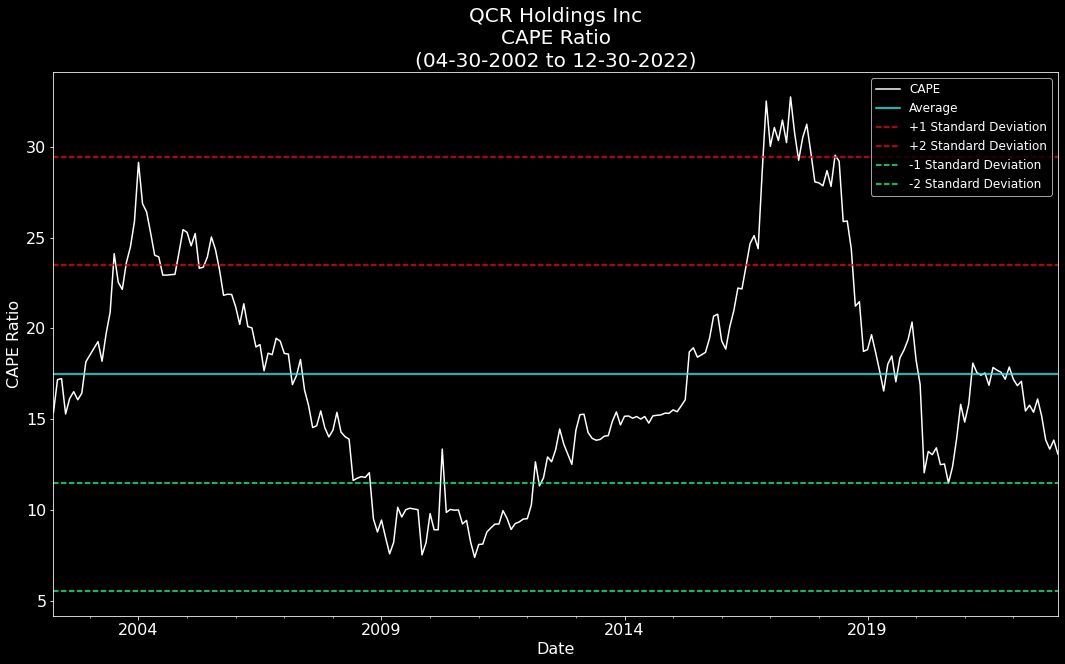 QCR Holdings Inc
CAPE Ratio
(04-30-2002 to 12-30-2022)
CAPE
Average
+1 Standard Deviation
+2 Standard Deviation
-1 Standard Deviation
-2 Standard Deviation
CAPE Ratio
30
25
20
15
10
5
2004
2009
2014
2019
Date